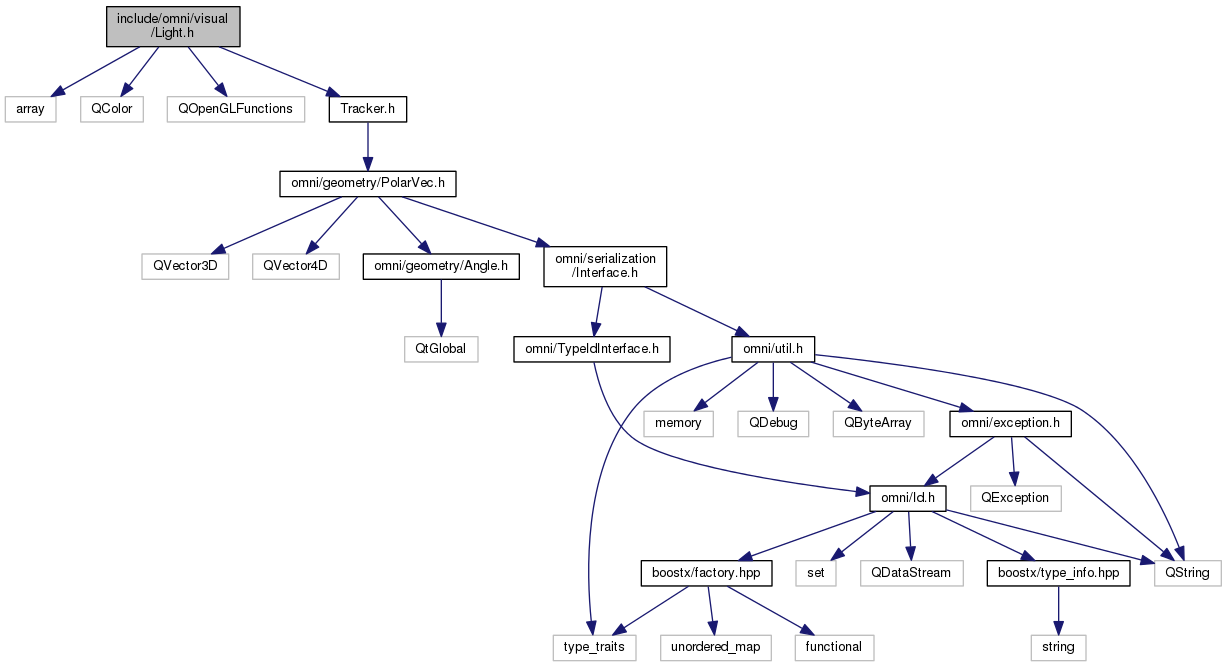 include/omni/visual
/Light.h
array
QColor
QOpenGLFunctions
Tracker.h
omni/geometry/PolarVec.h
QVector3D
QVector4D
omni/geometry/Angle.h
omni/serialization
/Interface.h
QtGlobal
omni/TypeIdInterface.h
omni/util.h
memory
QDebug
QByteArray
omni/exception.h
omni/Id.h
QException
boostx/factory.hpp
set
QDataStream
boostx/type_info.hpp
QString
type_traits
unordered_map
functional
string